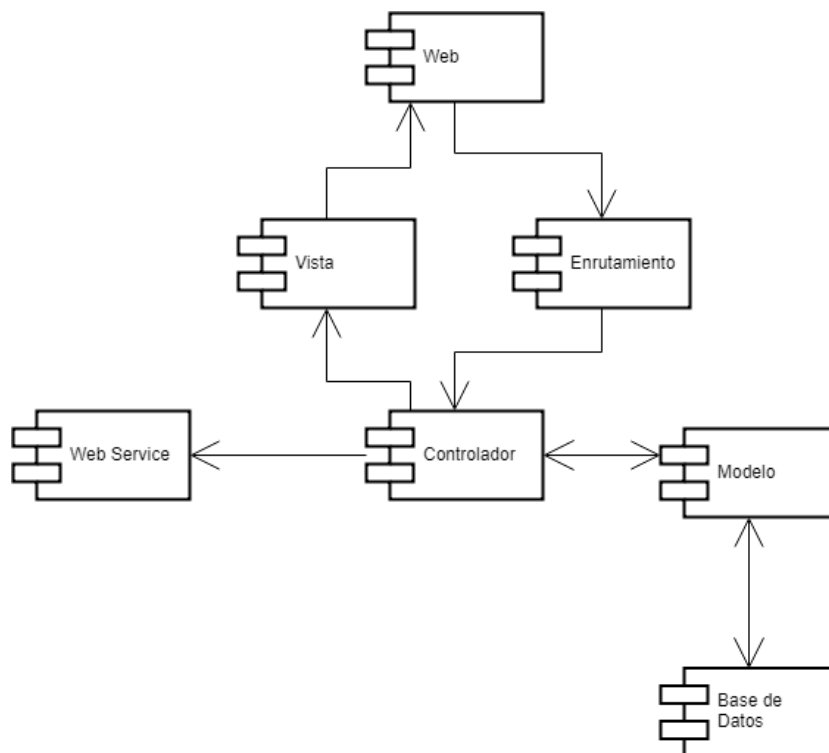 Web
Vista
Enrutamiento
Web Service
Controlador
Modelo
Base de
Datos